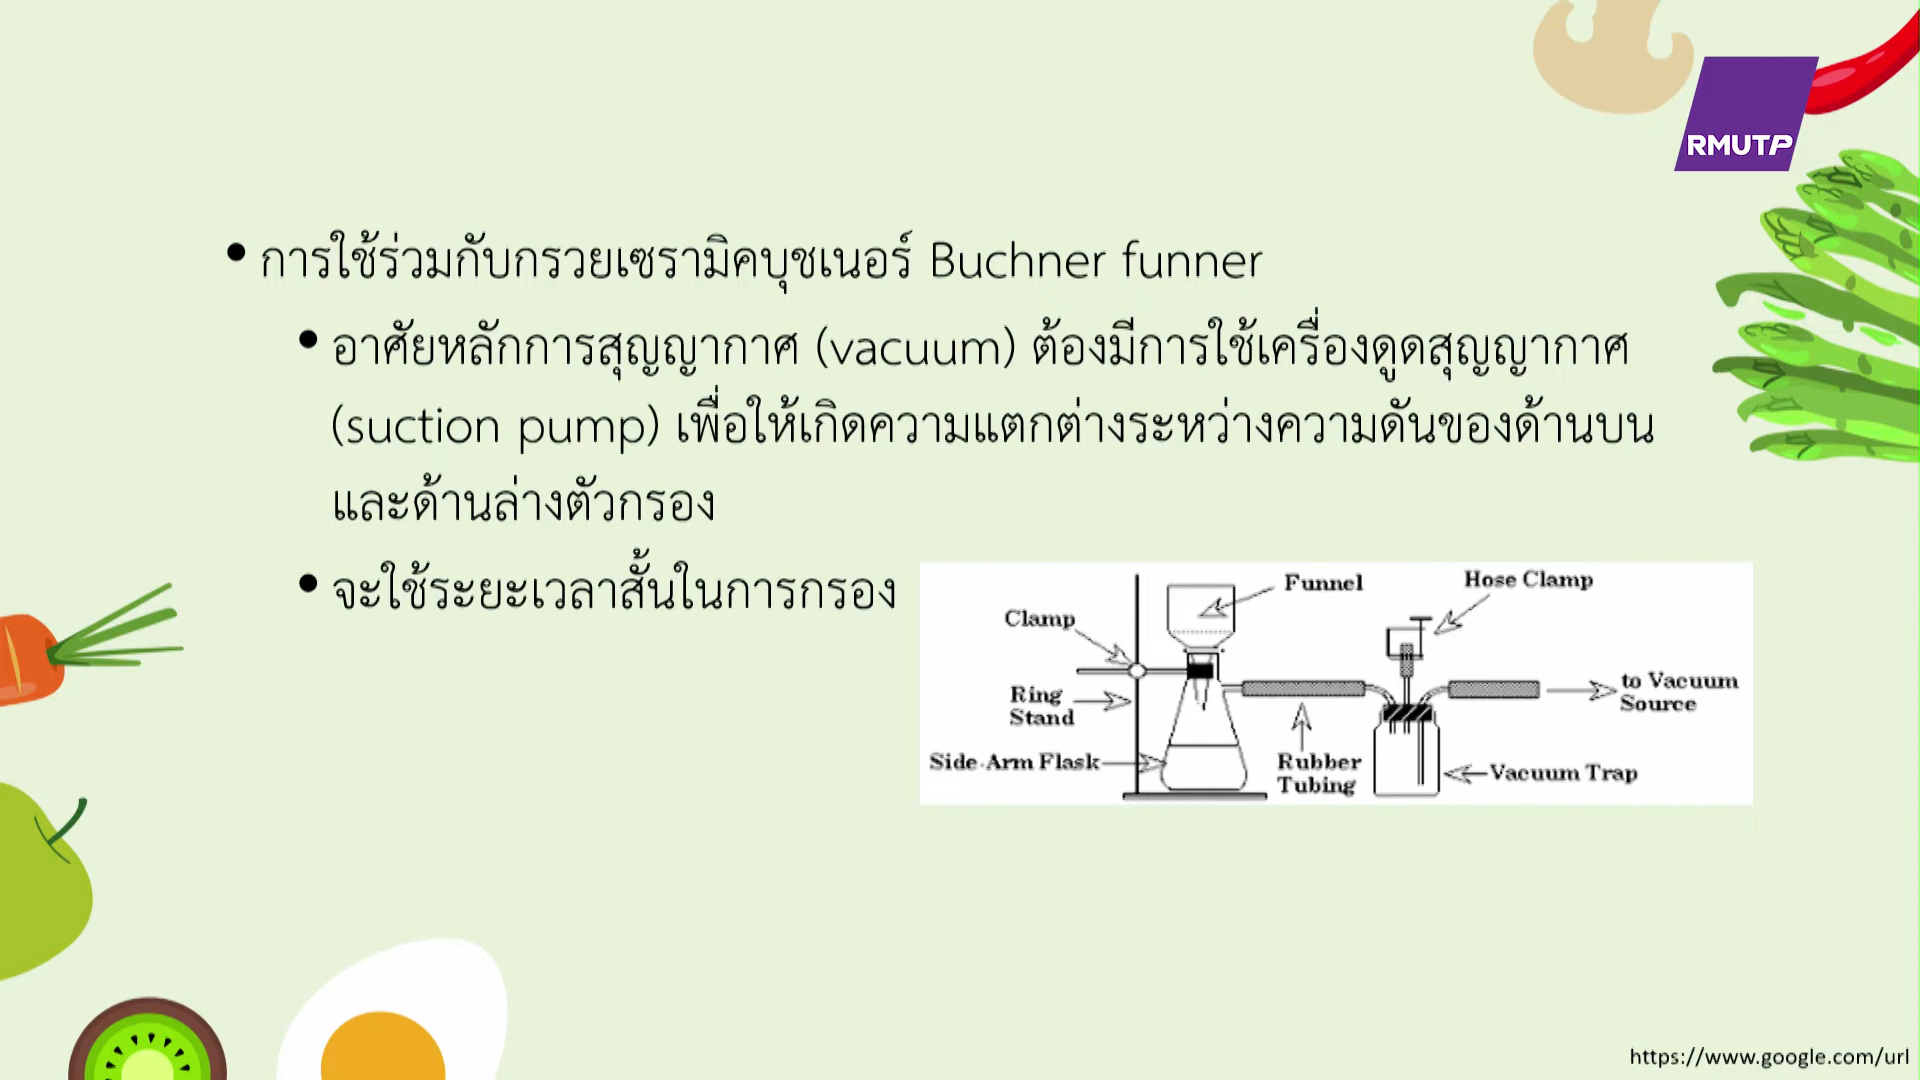 RMUTP
• การใช้ร่วมกับกรวยเซรามิคบุชเนอร์ Buchner funner
• อาศัยหลักการสุญญากาศ (vacuum) ต้องมีการใช้เครื่องดูดสุญญากาศ
(suction pump) เพื่อให้เกิดความแตกต่างระหว่างความดันของด้านบน
และด้านล่างตัวกรอง
• จะใช้ระยะเวลาสั้นในการกรอง
Funnel
Hose Clamp
Clamp
Ring
Stand
to Vacuum
Source
Side-Arm Flask
Rubber
Tubing
Vacuum Trap
https://www.google.com/url